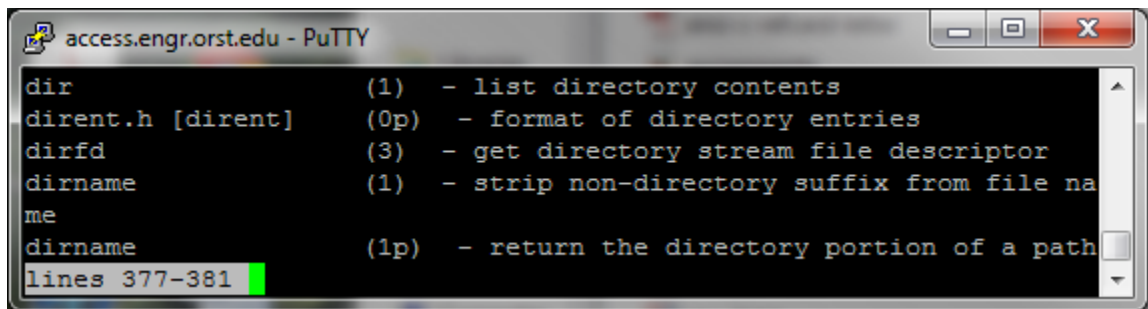 access.engr.orst.edu - PuTTY
dir                  (1)  - list directory contents
dirent.h [dirent]    (0p)  - format of directory entries
dirfd                (3)  - get directory stream file descriptor
dirname              (1)  - strip non-directory suffix from file na
me
dirname              (1p)  - return the directory portion of a path
lines 377-381